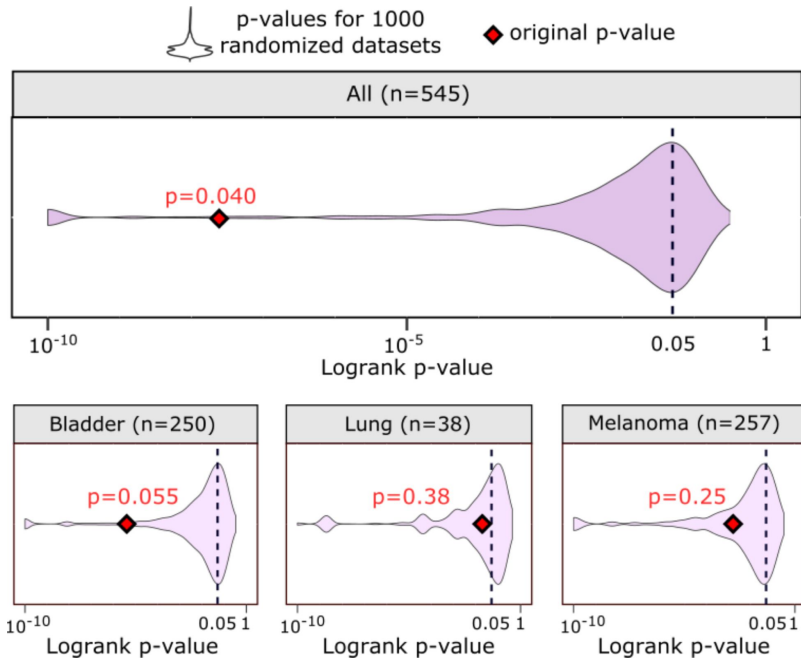 p-values for 1000
randomized datasets
original p-value
All (n=545)
p=0.040
10⁻¹⁰ 10⁻⁵ 0.05 1
Logrank p-value
Bladder (n=250)
p=0.055
10⁻¹⁰ 0.05 1
Logrank p-value
Lung (n=38)
p=0.38
10⁻¹⁰ 0.05 1
Logrank p-value
Melanoma (n=257)
p=0.25
10⁻¹⁰ 0.05 1
Logrank p-value